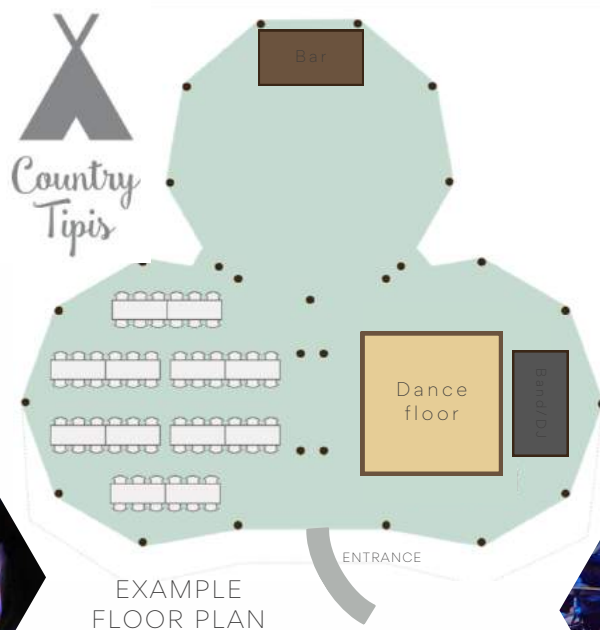 Country
Tipis
Bar
Dance
floor
Band/DJ
ENTRANCE
EXAMPLE
FLOOR PLAN